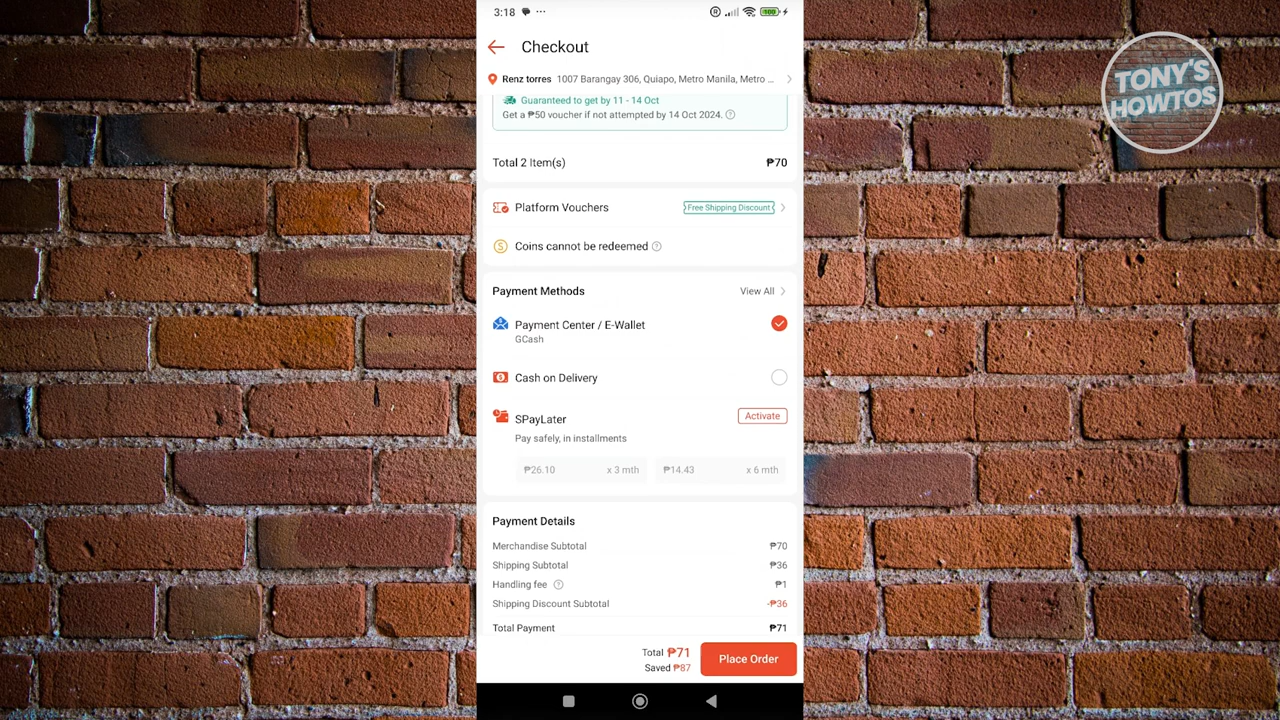 3:18
100
Checkout
Renz torres 1007 Barangay 306, Quiapo, Metro Manila, Metro ...
Guaranteed to get by 11 - 14 Oct
Get a ₱50 voucher if not attempted by 14 Oct 2024.
Total 2 Item(s) ₱70
Platform Vouchers Free Shipping Discount
Coins cannot be redeemed
Payment Methods View All
Payment Center / E-Wallet
GCash
Cash on Delivery
SPayLater Activate
Pay safely, in installments
₱26.10 x 3 mth ₱14.43 x 6 mth
Payment Details
Merchandise Subtotal ₱70
Shipping Subtotal ₱36
Handling fee ₱1
Shipping Discount Subtotal -₱36
Total Payment ₱71
Total ₱71
Saved ₱87
Place Order
TONY'S
HOWTOS